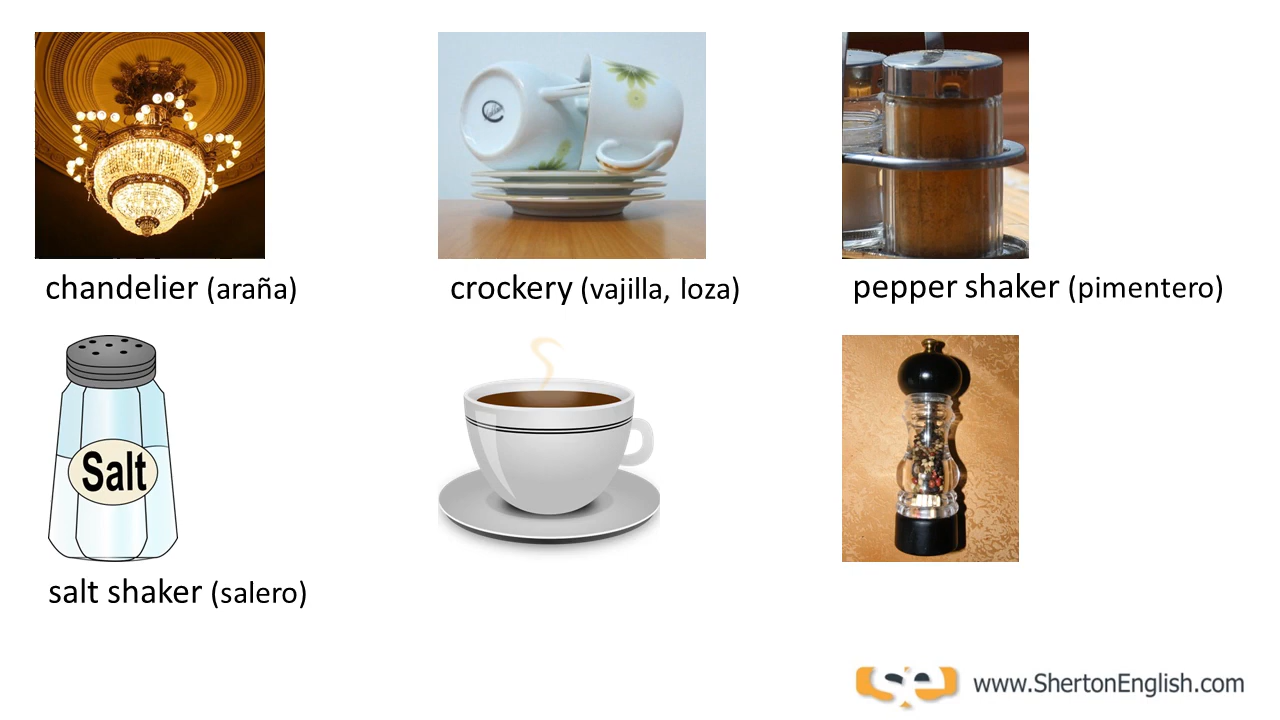 chandelier (araña)
crockery (vajilla, loza)
pepper shaker (pimentero)
Salt
salt shaker (salero)
www.ShertonEnglish.com